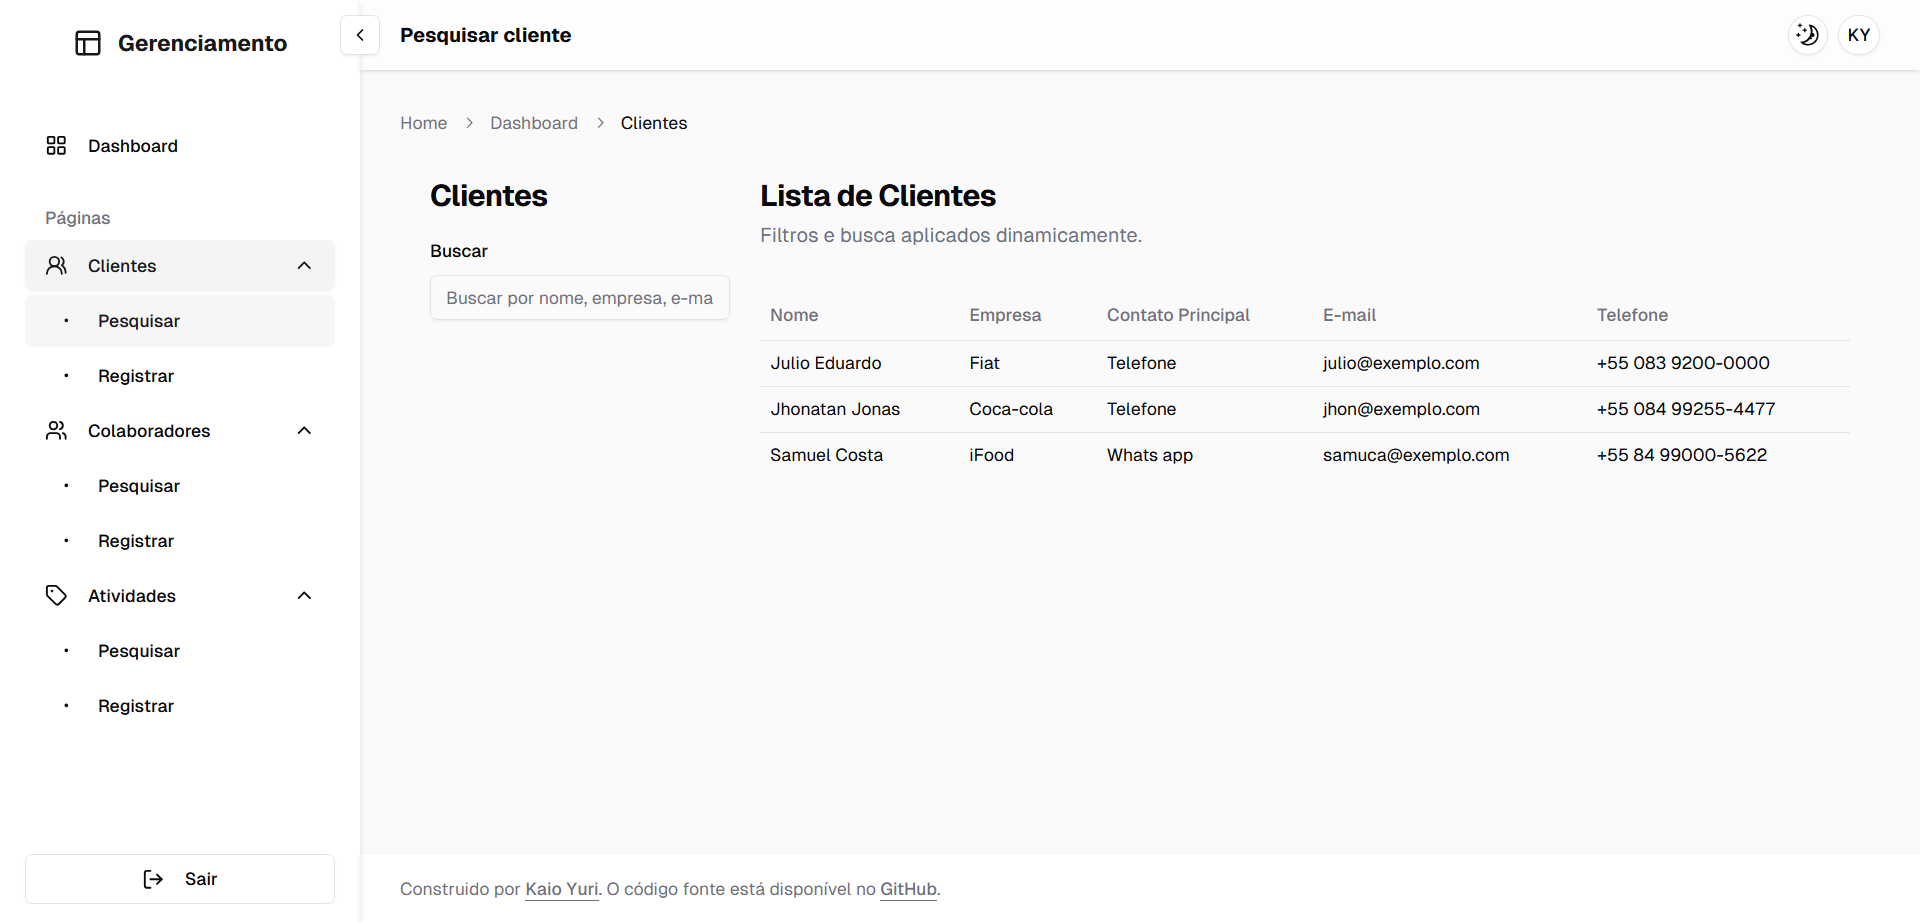 Gerenciamento
Dashboard
Páginas
Clientes
Pesquisar
Registrar
Colaboradores
Pesquisar
Registrar
Atividades
Pesquisar
Registrar
Sair
Pesquisar cliente
KY
Home > Dashboard > Clientes
Clientes
Buscar
Buscar por nome, empresa, e-ma
Lista de Clientes
Filtros e busca aplicados dinamicamente.
Nome Empresa Contato Principal E-mail Telefone
Julio Eduardo Fiat Telefone julio@exemplo.com +55 083 9200-0000
Jhonatan Jonas Coca-cola Telefone jhon@exemplo.com +55 084 99255-4477
Samuel Costa iFood Whats app samuca@exemplo.com +55 84 99000-5622
Construido por Kaio Yuri. O código fonte está disponível no GitHub.